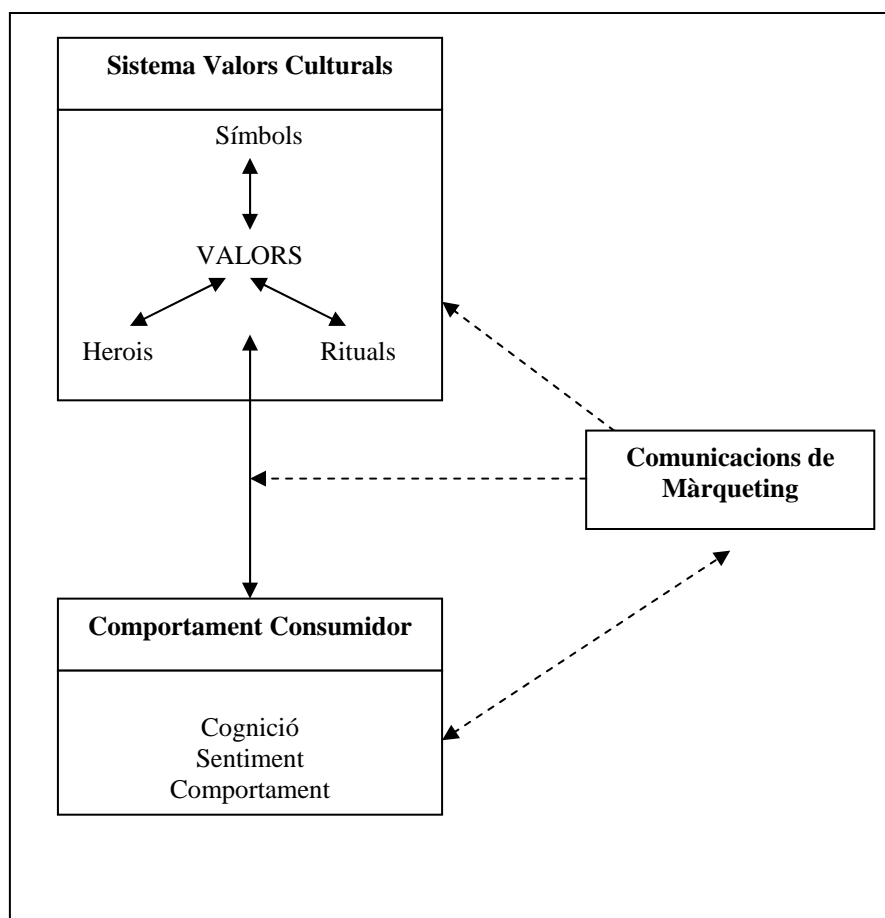 Sistema Valors Culturals
Símbols
VALORS
Herois Rituals
Comunicacions de
Màrqueting
Comportament Consumidor
Cognició
Sentiment
Comportament